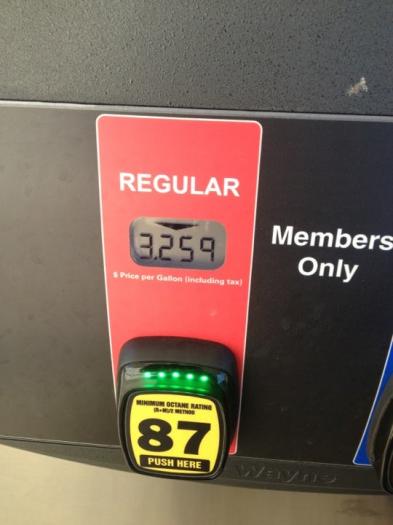 REGULAR
3.259
$ Price per Gallon (including tax)
Members
Only
MINIMUM OCTANE RATING
(R+M)/2 METHOD
87
PUSH HERE
Wayne